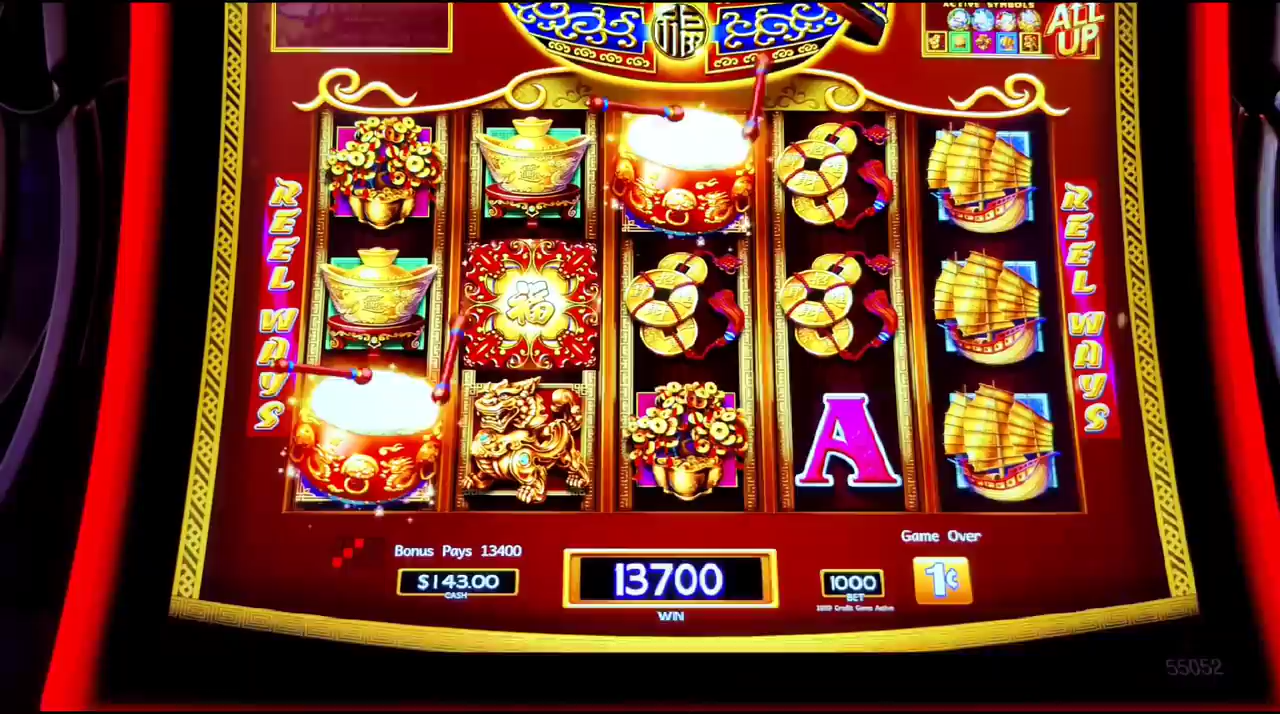 ACTIVE SYMBOLS
ALL
UP
福
REEL WAYS
REEL WAYS
福
A
Game Over
Bonus Pays 13400
$143.00
CASH
13700
WIN
1000
BET
1¢
55052